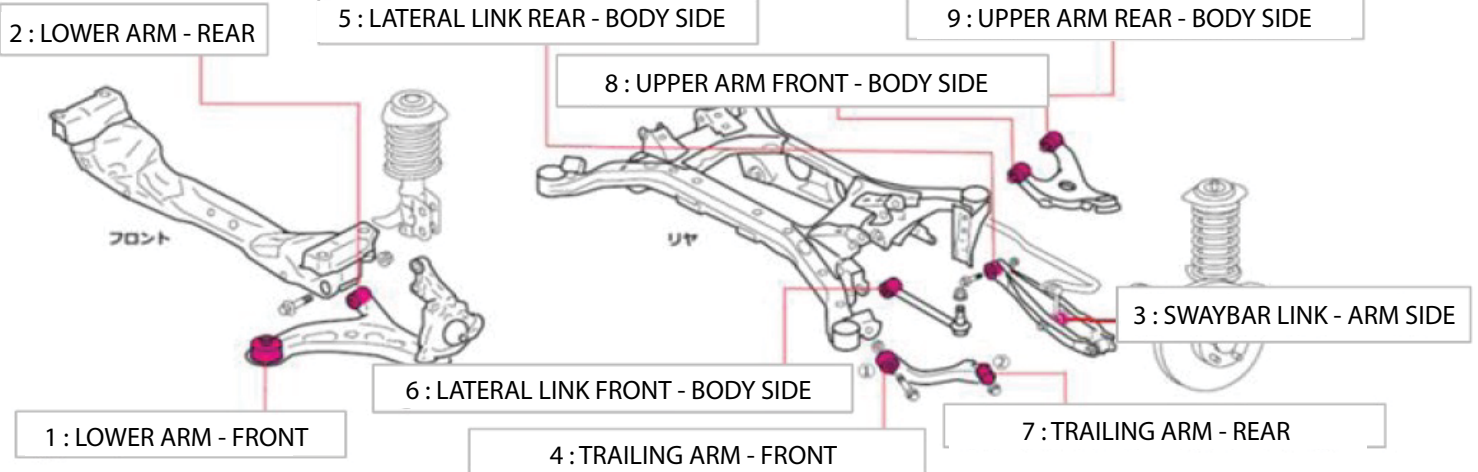 5 : LATERAL LINK REAR - BODY SIDE
9 : UPPER ARM REAR - BODY SIDE
2 : LOWER ARM - REAR
8 : UPPER ARM FRONT - BODY SIDE
フロント
リヤ
3 : SWAYBAR LINK - ARM SIDE
① ②
6 : LATERAL LINK FRONT - BODY SIDE
1 : LOWER ARM - FRONT
7 : TRAILING ARM - REAR
4 : TRAILING ARM - FRONT